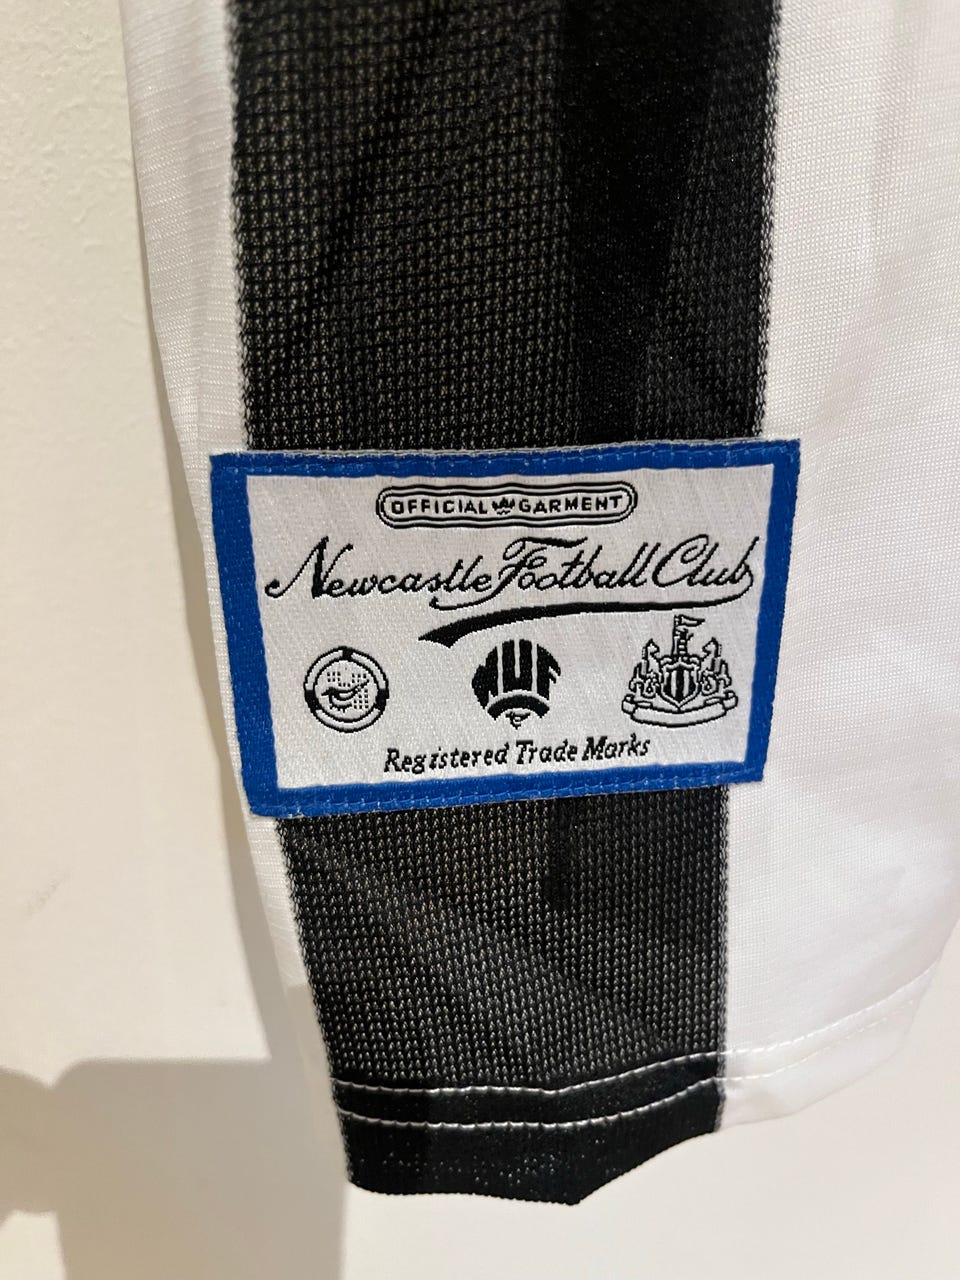 OFFICIAL GARMENT
Newcastle Football Club
NUF
Registered Trade Marks